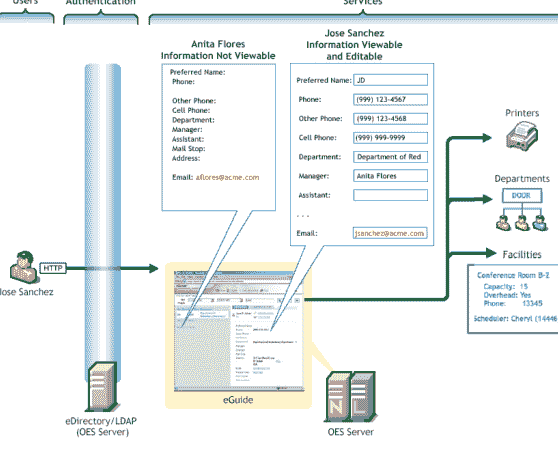 Users
Authentication
Services
Anita Flores
Information Not Viewable
Jose Sanchez
Information Viewable
and Editable
Preferred Name:
Phone:
Other Phone:
Cell Phone:
Department:
Manager:
Assistant:
Mail Stop:
Address:
Email: aflores@acme.com
Preferred Name: JD
Phone: (999) 123-4567
Other Phone: (999) 123-4568
Cell Phone: (999) 999-9999
Department: Department of Red
Manager: Anita Flores
Assistant:
. . .
Email: jsanchez@acme.com
Printers
Departments
DOOR
Facilities
Conference Room B-2
Capacity: 15
Overhead: Yes
Phone: 13345
Scheduler: Cheryl (14446
HTTP
Jose Sanchez
eGuide
eDirectory/LDAP
(OES Server)
NL
OES Server